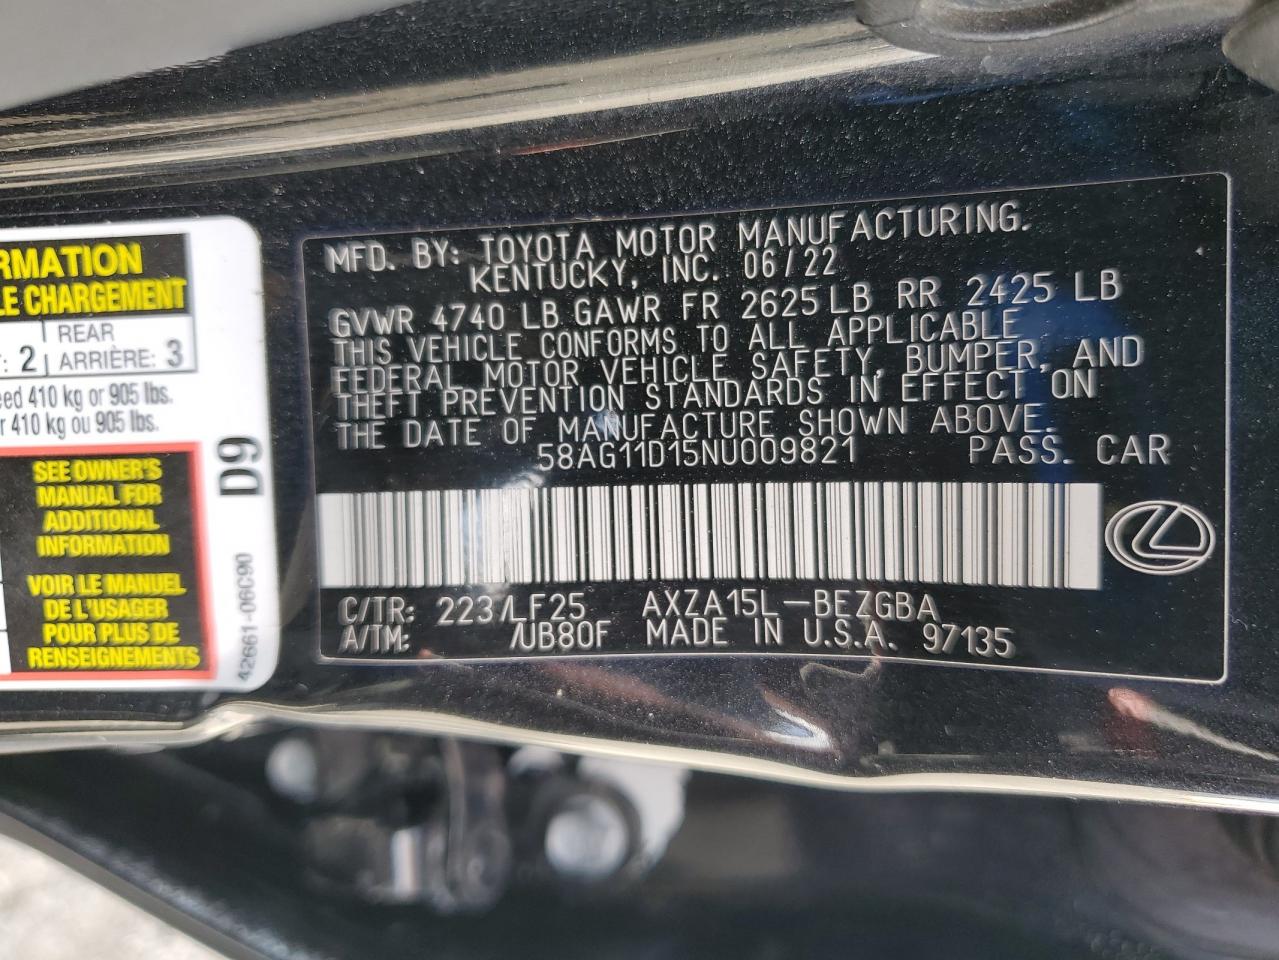 RMATION
LE CHARGEMENT
: 2 | REAR
ARRIÈRE: 3
eed 410 kg or 905 lbs.
r 410 kg ou 905 lbs.
SEE OWNER'S
MANUAL FOR
ADDITIONAL
INFORMATION
VOIR LE MANUEL
DE L'USAGER
POUR PLUS DE
RENSEIGNEMENTS
D9
42661-06C90
MFD. BY: TOYOTA MOTOR MANUFACTURING.
KENTUCKY, INC. 06/22
GVWR 4740 LB GAWR FR 2625 LB RR 2425 LB
THIS VEHICLE CONFORMS TO ALL APPLICABLE
FEDERAL MOTOR VEHICLE SAFETY, BUMPER, AND
THEFT PREVENTION STANDARDS IN EFFECT ON
THE DATE OF MANUFACTURE SHOWN ABOVE.
58AG11D15NU009821 PASS. CAR
C/TR: 223/LF25 AXZA15L-BEZGBA
A/TM: /UB80F MADE IN U.S.A. 97135